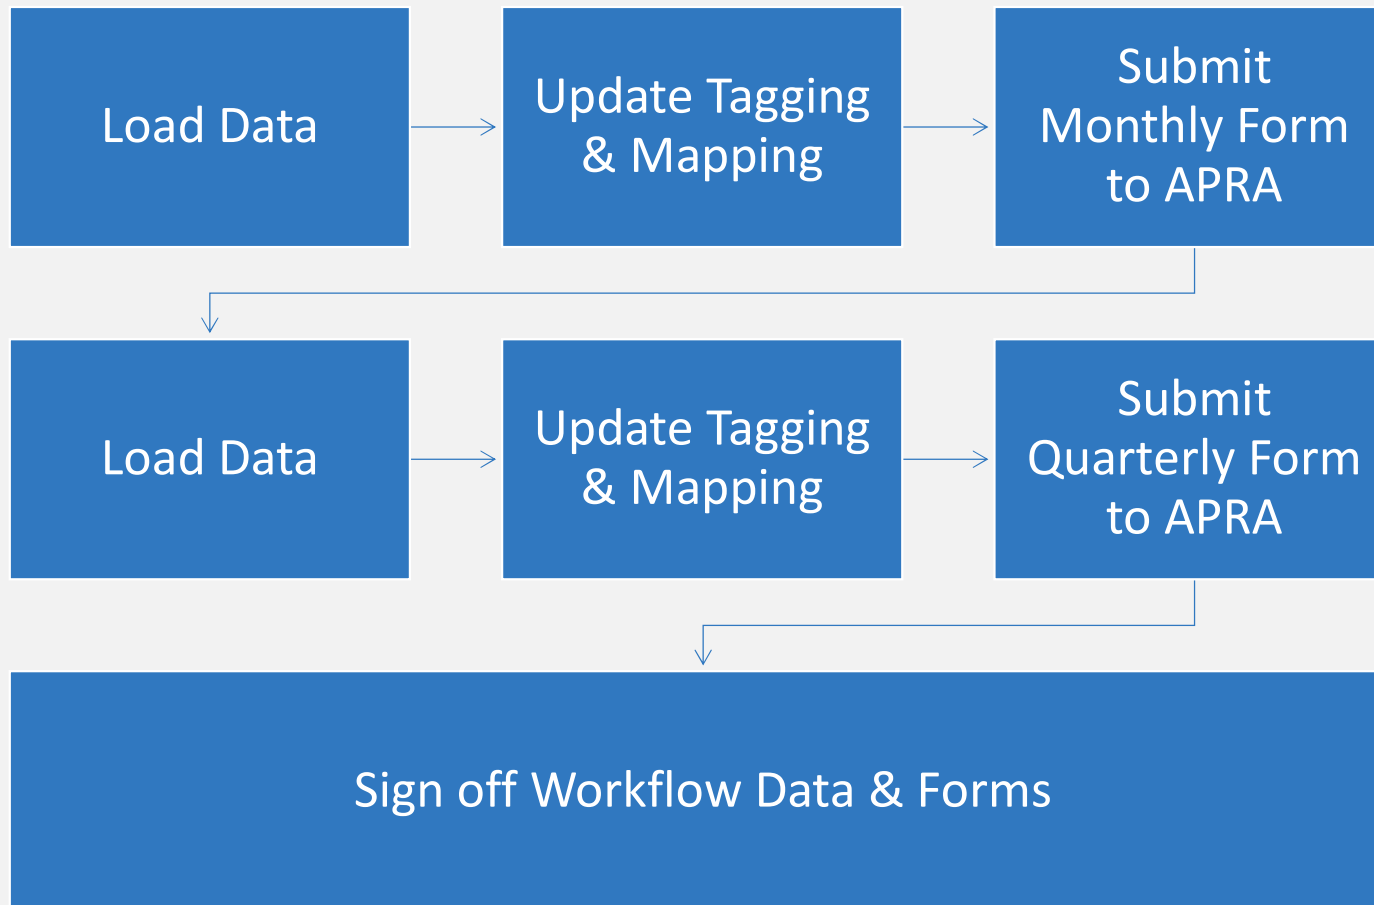 Load Data
Update Tagging
& Mapping
Submit
Monthly Form
to APRA
Load Data
Update Tagging
& Mapping
Submit
Quarterly Form
to APRA
Sign off Workflow Data & Forms